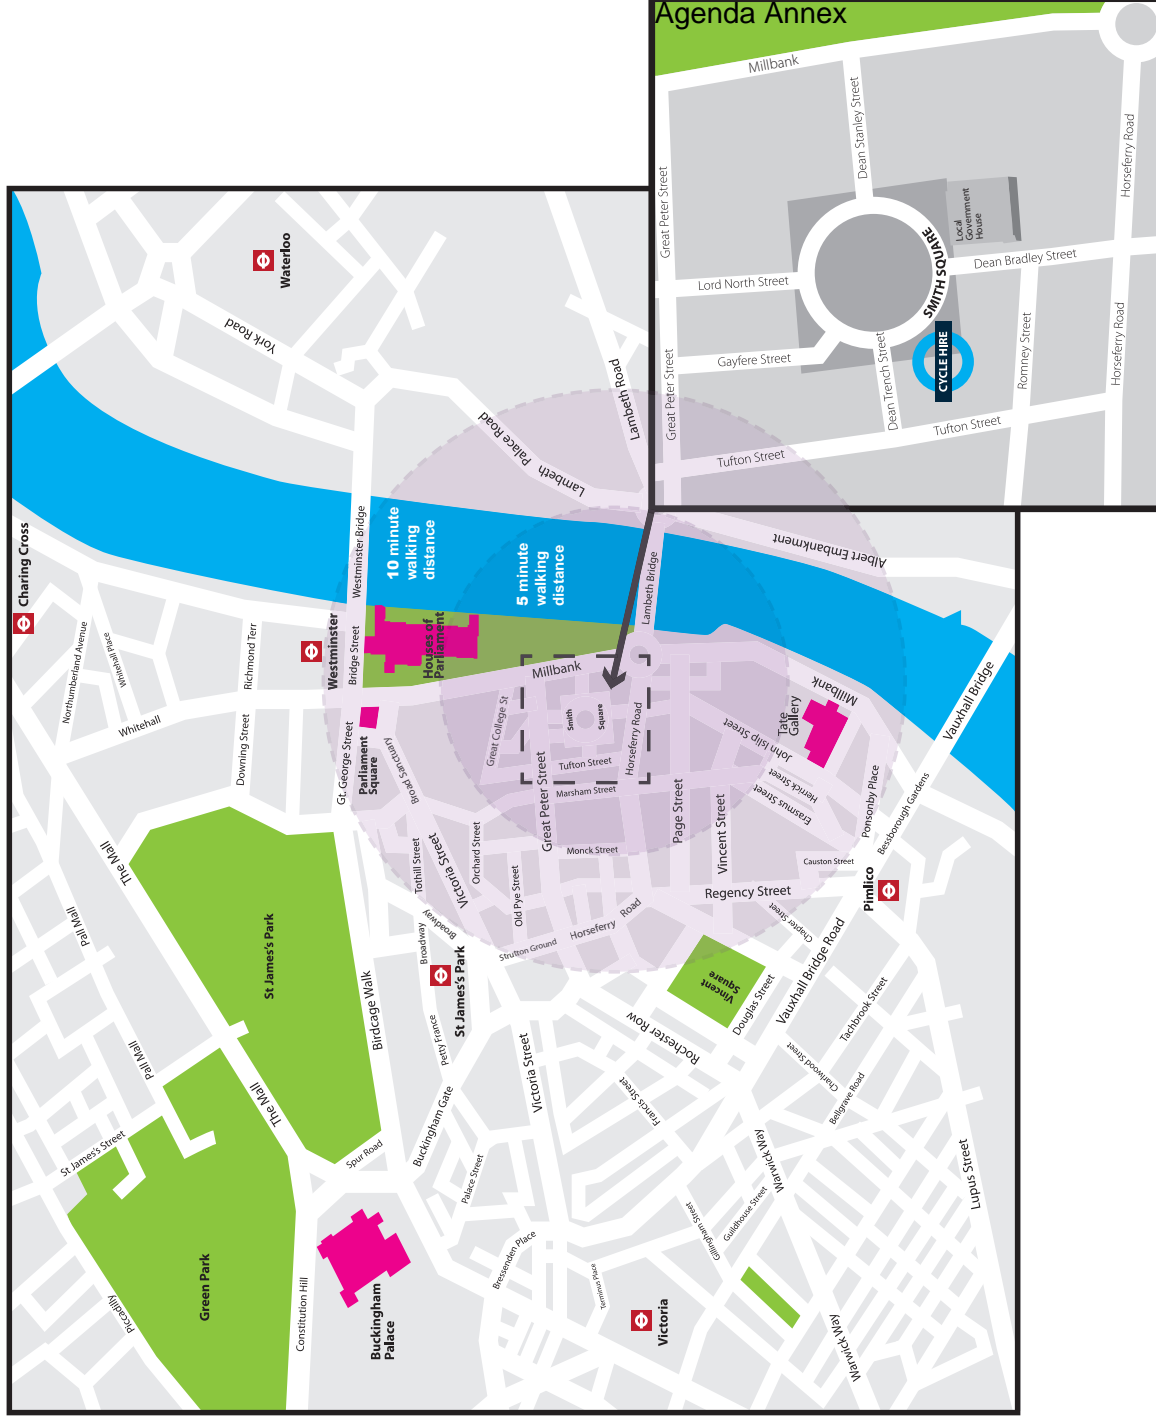 Agenda Annex
Millbank
Dean Stanley Street
Great Peter Street
Horseferry Road
Local
Government
House
SMITH SQUARE
Dean Bradley Street
Lord North Street
Gayfere Street
Great Peter Street
Dean Trench Street
CYCLE HIRE
Romney Street
Horseferry Road
Tufton Street
Tufton Street
Waterloo
York Road
Lambeth Road
Lambeth
Palace Road
Charing Cross
Westminster Bridge
10 minute
walking
distance
5 minute
walking
distance
Lambeth Bridge
Albert Embankment
Northumberland Avenue
Whitehall Place
Richmond Terr
Westminster
Bridge Street
Houses of
Parliament
Millbank
Millbank
Vauxhall Bridge
Whitehall
Downing Street
Gt. George Street
Parliament
Square
Broad Sanctuary
Great College St
Smith
Square
Horseferry Road
Tufton Street
John Islip Street
Tate
Gallery
Marsham Street
Great Peter Street
Page Street
Vincent Street
Herrick Street
Erasmus Street
Ponsonby Place
Bessborough Gardens
The Mall
Tothill Street
Victoria Street
Orchard Street
Monck Street
Old Pye Street
Causton Street
Pimlico
Regency Street
Pall Mall
St James's Park
Broadway
Broadway
Strutton Ground
Horseferry
Road
Chapter Street
Vauxhall Bridge Road
St James's Park
Birdcage Walk
Vincent
Square
Douglas Street
Tachbrook Street
Pall Mall
The Mall
Petty France
Victoria Street
Rochester Row
Charlwood Street
Bellgrave Road
Francis Street
St James's Street
Spur Road
Buckingham Gate
Palace Street
Warwick Way
Lupus Street
Guildhouse Street
Gillingham Street
Green Park
Piccadilly
Constitution Hill
Buckingham
Palace
Bressenden Place
Terminus Place
Victoria
Warwick Way